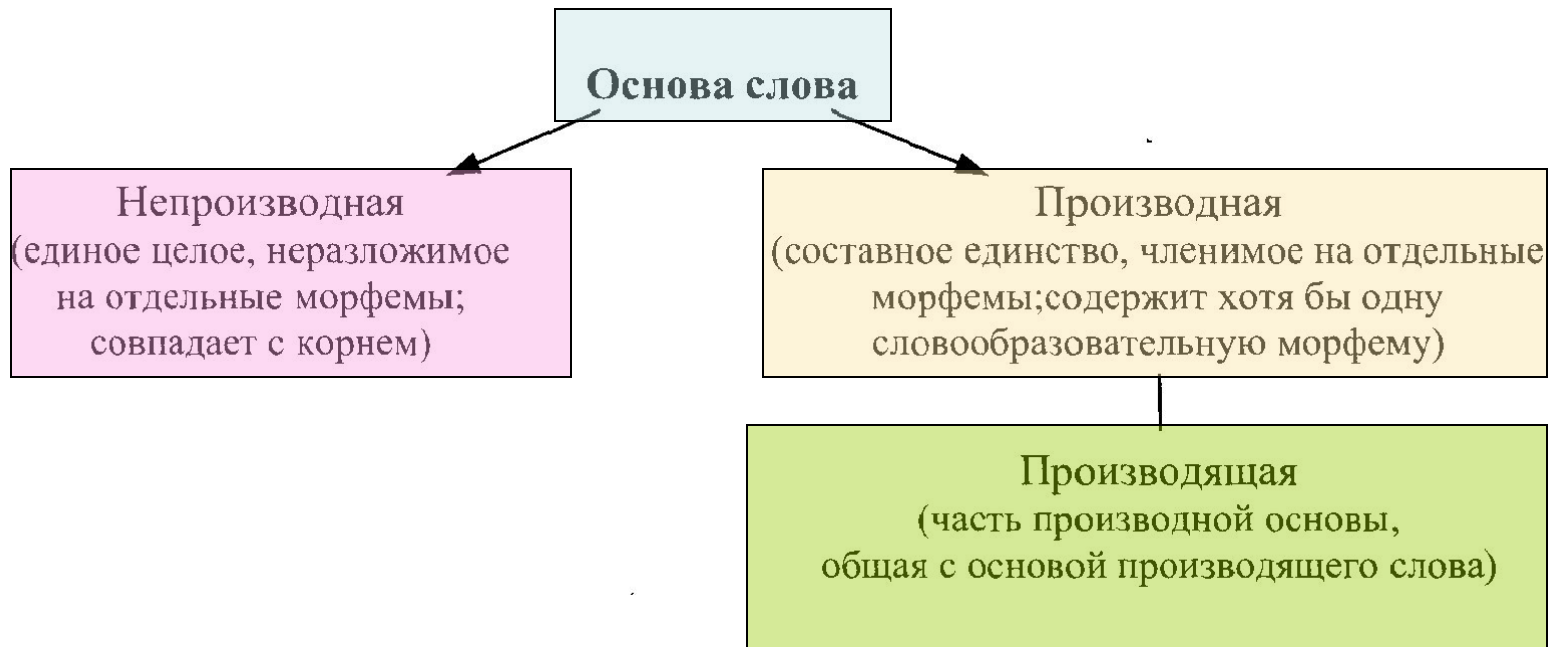 Основа слова
Непроизводная
(единое целое, неразложимое
на отдельные морфемы;
совпадает с корнем)
Производная
(составное единство, членимое на отдельные
морфемы;содержит хотя бы одну
словообразовательную морфему)
Производящая
(часть производной основы,
общая с основой производящего слова)